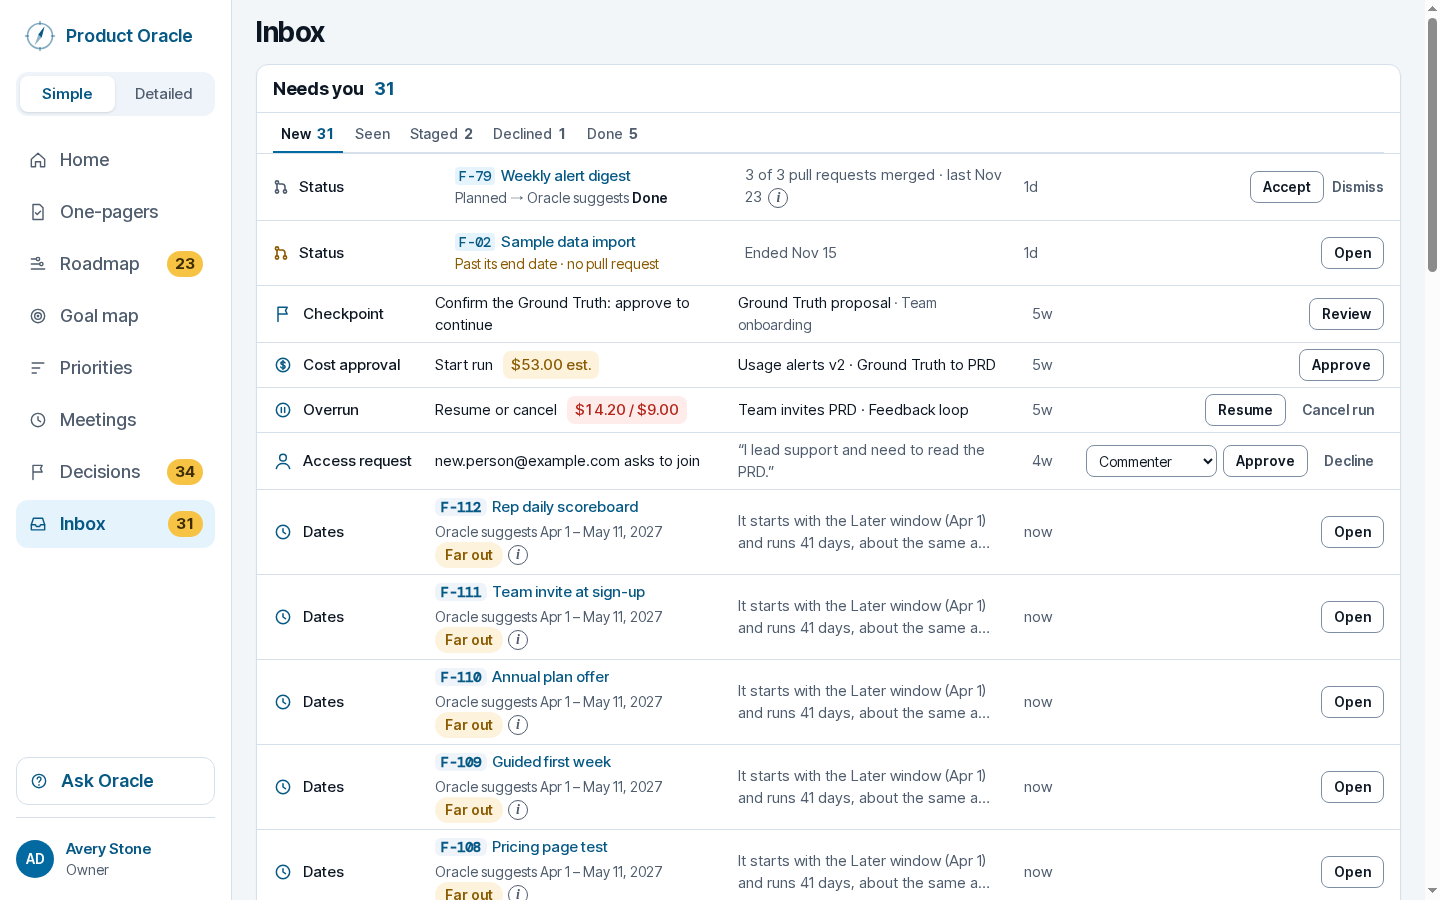 Product Oracle
Simple Detailed
Home
One-pagers
Roadmap 23
Goal map
Priorities
Meetings
Decisions 34
Inbox 31
Ask Oracle
AD Avery Stone
Owner
Inbox
Needs you 31
New 31 Seen Staged 2 Declined 1 Done 5
Status F-79 Weekly alert digest 3 of 3 pull requests merged · last Nov 1d Accept Dismiss
Planned → Oracle suggests Done 23 i
Status F-02 Sample data import Ended Nov 15 1d Open
Past its end date · no pull request
Checkpoint Confirm the Ground Truth: approve to Ground Truth proposal · Team 5w Review
continue onboarding
Cost approval Start run $53.00 est. Usage alerts v2 · Ground Truth to PRD 5w Approve
Overrun Resume or cancel $14.20 / $9.00 Team invites PRD · Feedback loop 5w Resume Cancel run
Access request new.person@example.com asks to join “I lead support and need to read the 4w Commenter Approve Decline
PRD.”
Dates F-112 Rep daily scoreboard It starts with the Later window (Apr 1) now Open
Oracle suggests Apr 1 – May 11, 2027 and runs 41 days, about the same a…
Far out i
Dates F-111 Team invite at sign-up It starts with the Later window (Apr 1) now Open
Oracle suggests Apr 1 – May 11, 2027 and runs 41 days, about the same a…
Far out i
Dates F-110 Annual plan offer It starts with the Later window (Apr 1) now Open
Oracle suggests Apr 1 – May 11, 2027 and runs 41 days, about the same a…
Far out i
Dates F-109 Guided first week It starts with the Later window (Apr 1) now Open
Oracle suggests Apr 1 – May 11, 2027 and runs 41 days, about the same a…
Far out i
Dates F-108 Pricing page test It starts with the Later window (Apr 1) now Open
Oracle suggests Apr 1 – May 11, 2027 and runs 41 days, about the same a…
Far out i